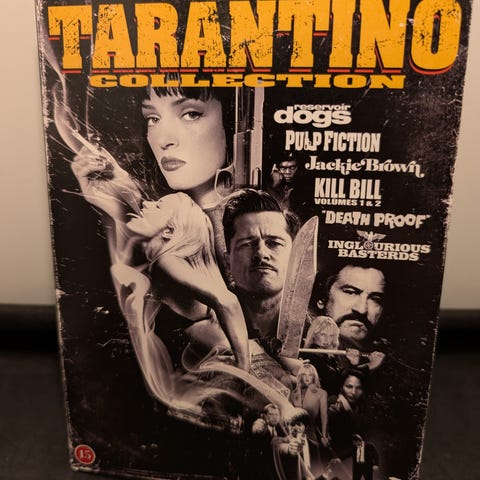 TARANTINO
COLLECTION
reservoir
dogs
PULP FICTION
Jackie Brown
KILL BILL
VOLUMES 1 & 2
"DEATH PROOF"
INGLOURIOUS
BASTERDS
15